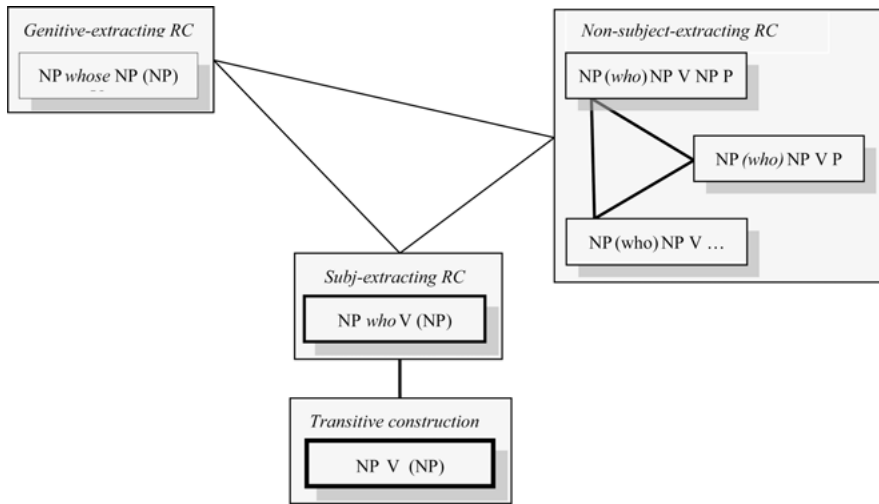 Genitive-extracting RC
NP whose NP (NP)
Non-subject-extracting RC
NP (who) NP V NP P
NP (who) NP V P
NP (who) NP V …
Subj-extracting RC
NP who V (NP)
Transitive construction
NP V (NP)